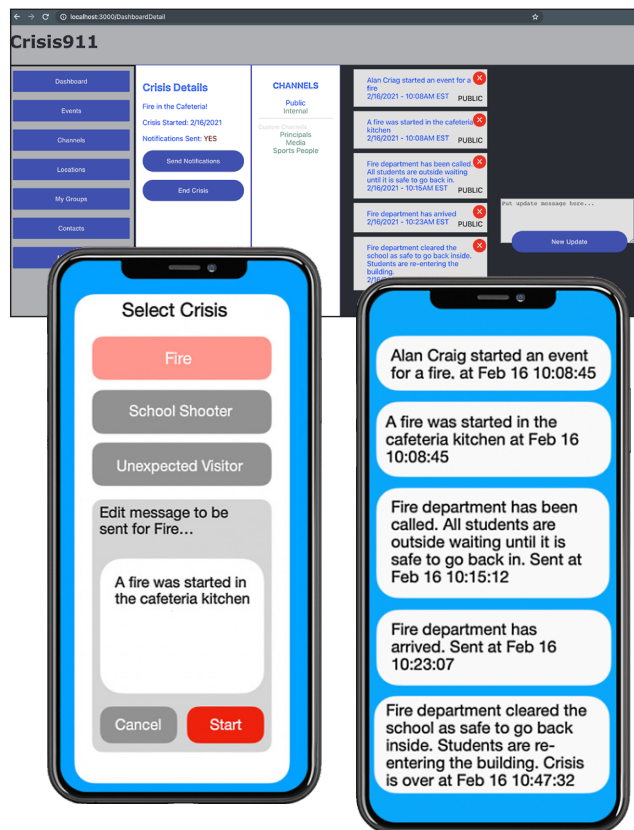 localhost:3000/DashboardDetail
Crisis911
Dashboard
Events
Channels
Locations
My Groups
Contacts
Crisis Details
Fire in the Cafeteria!
Crisis Started: 2/16/2021
Notifications Sent: YES
Send Notifications
End Crisis
CHANNELS
Public
Internal
Custom Channels
Principals
Media
Sports People
Alan Criag started an event for a
fire
2/16/2021 - 10:08AM EST PUBLIC
A fire was started in the cafeteria
kitchen
2/16/2021 - 10:08AM EST PUBLIC
Fire department has been called.
All students are outside waiting
until it is safe to go back in.
2/16/2021 - 10:15AM EST PUBLIC
Fire department has arrived
2/16/2021 - 10:23AM EST PUBLIC
Fire department cleared the
school as safe to go back inside.
Students are re-entering the
building.
Put update message here...
New Update
Select Crisis
Fire
School Shooter
Unexpected Visitor
Edit message to be
sent for Fire...
A fire was started in
the cafeteria kitchen
Cancel
Start
Alan Craig started an event
for a fire. at Feb 16 10:08:45
A fire was started in the
cafeteria kitchen at Feb 16
10:08:45
Fire department has been
called. All students are
outside waiting until it is
safe to go back in. Sent at
Feb 16 10:15:12
Fire department has
arrived. Sent at Feb 16
10:23:07
Fire department cleared the
school as safe to go back
inside. Students are re-
entering the building. Crisis
is over at Feb 16 10:47:32